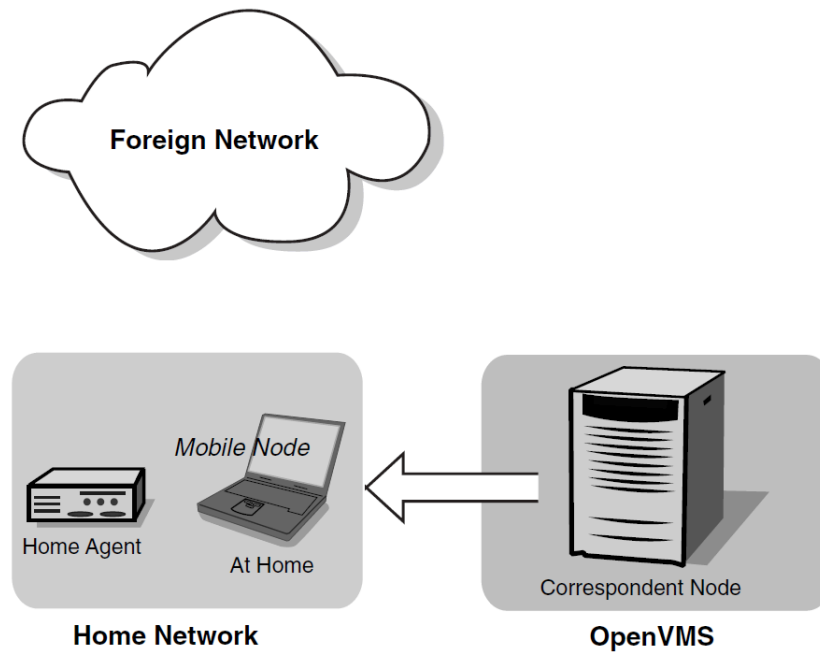 Foreign Network
Mobile Node
Home Agent
At Home
Home Network
Correspondent Node
OpenVMS